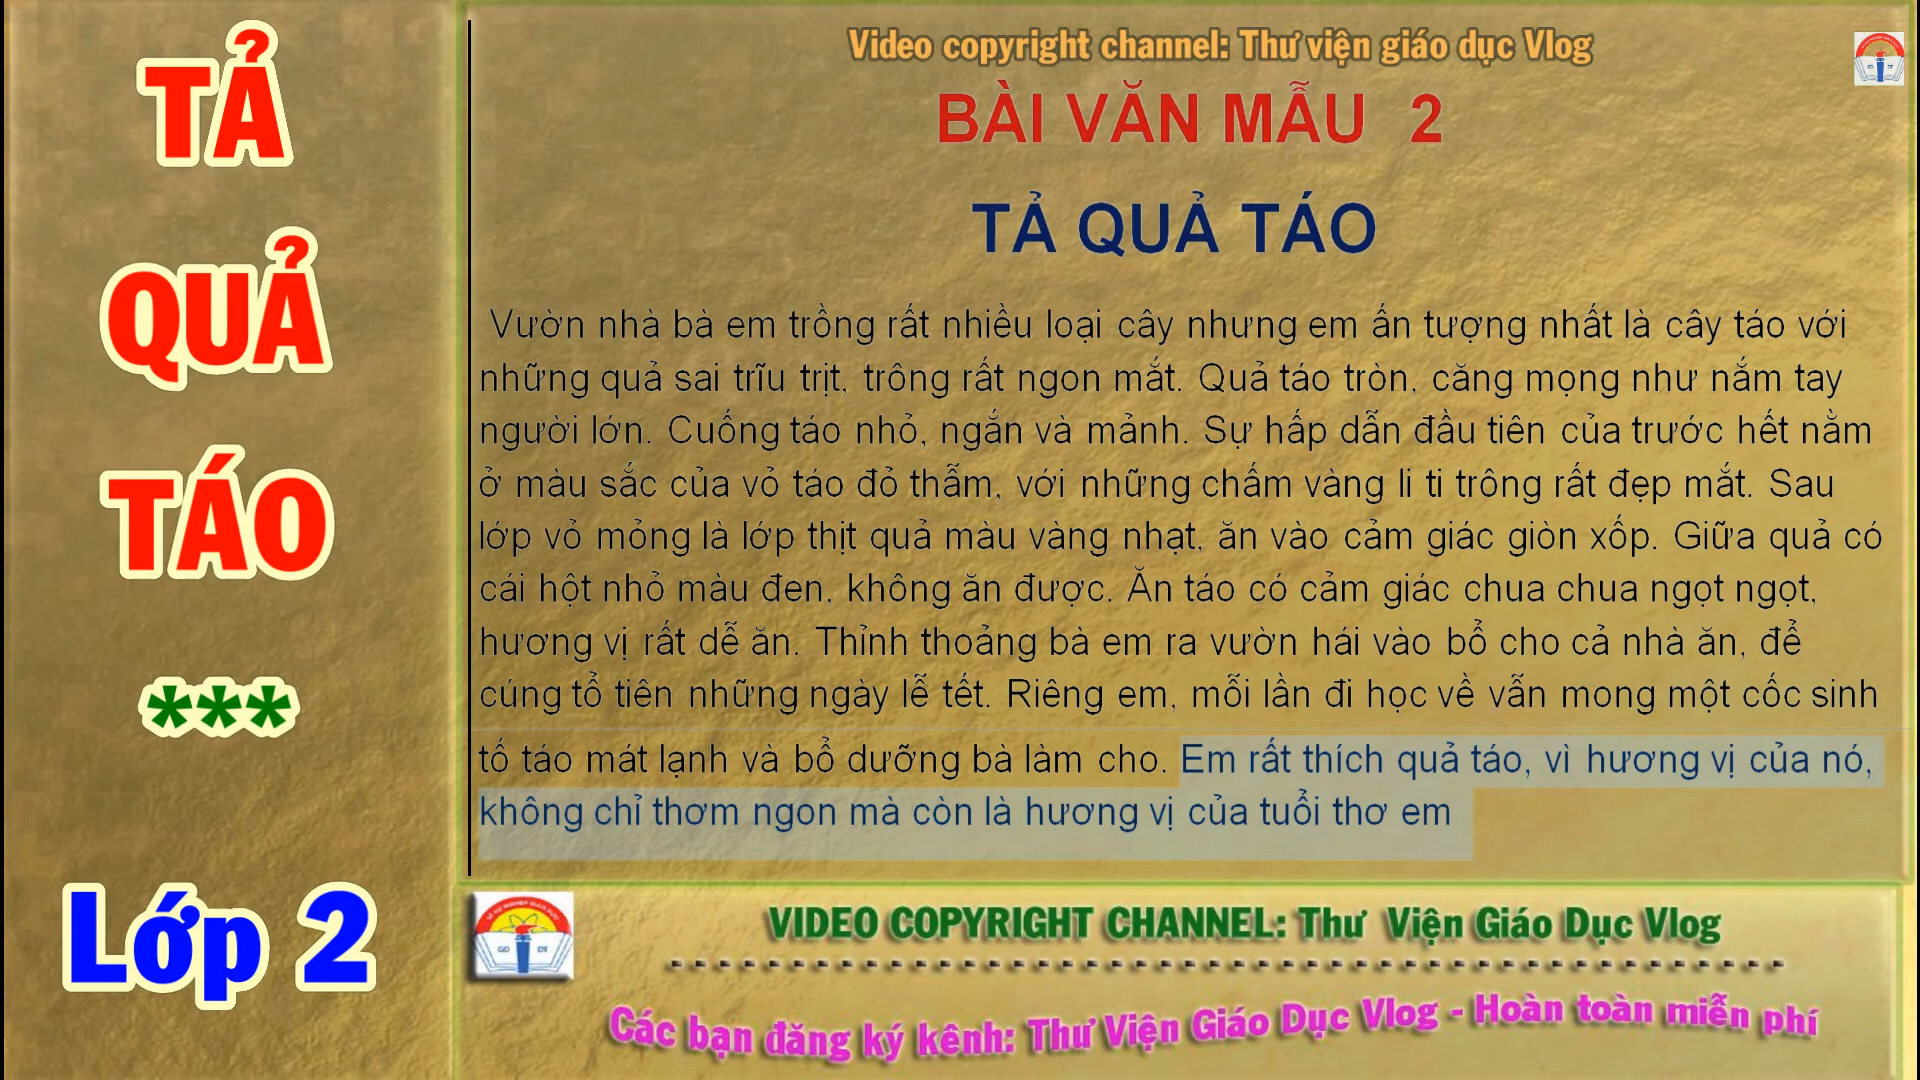 TẢ
QUẢ
TÁO
***
Lớp 2
Video copyright channel: Thư viện giáo dục Vlog
BÀI VĂN MẪU 2
TẢ QUẢ TÁO
Vườn nhà bà em trồng rất nhiều loại cây nhưng em ấn tượng nhất là cây táo với
những quả sai trĩu trịt, trông rất ngon mắt. Quả táo tròn, căng mọng như nắm tay
người lớn. Cuống táo nhỏ, ngắn và mảnh. Sự hấp dẫn đầu tiên của trước hết nằm
ở màu sắc của vỏ táo đỏ thẫm, với những chấm vàng li ti trông rất đẹp mắt. Sau
lớp vỏ mỏng là lớp thịt quả màu vàng nhạt, ăn vào cảm giác giòn xốp. Giữa quả có
cái hột nhỏ màu đen, không ăn được. Ăn táo có cảm giác chua chua ngọt ngọt,
hương vị rất dễ ăn. Thỉnh thoảng bà em ra vườn hái vào bổ cho cả nhà ăn, để
cúng tổ tiên những ngày lễ tết. Riêng em, mỗi lần đi học về vẫn mong một cốc sinh
tố táo mát lạnh và bổ dưỡng bà làm cho. Em rất thích quả táo, vì hương vị của nó,
không chỉ thơm ngon mà còn là hương vị của tuổi thơ em
GD ĐT
VIDEO COPYRIGHT CHANNEL: Thư Viện Giáo Dục Vlog
Các bạn đăng ký kênh: Thư Viện Giáo Dục Vlog - Hoàn toàn miễn phí